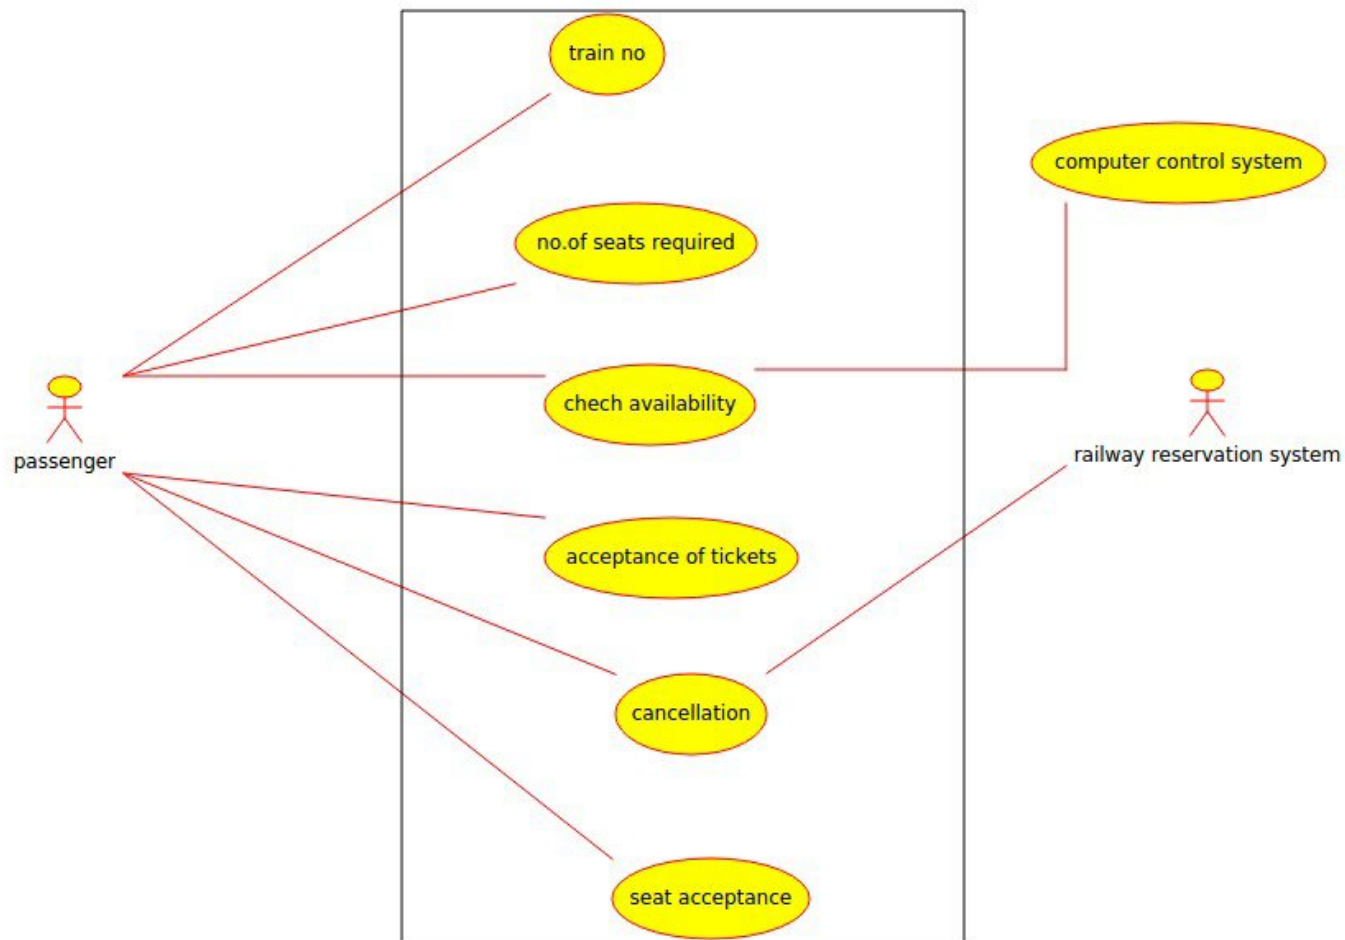 train no
computer control system
no.of seats required
chech availability
passenger
railway reservation system
acceptance of tickets
cancellation
seat acceptance